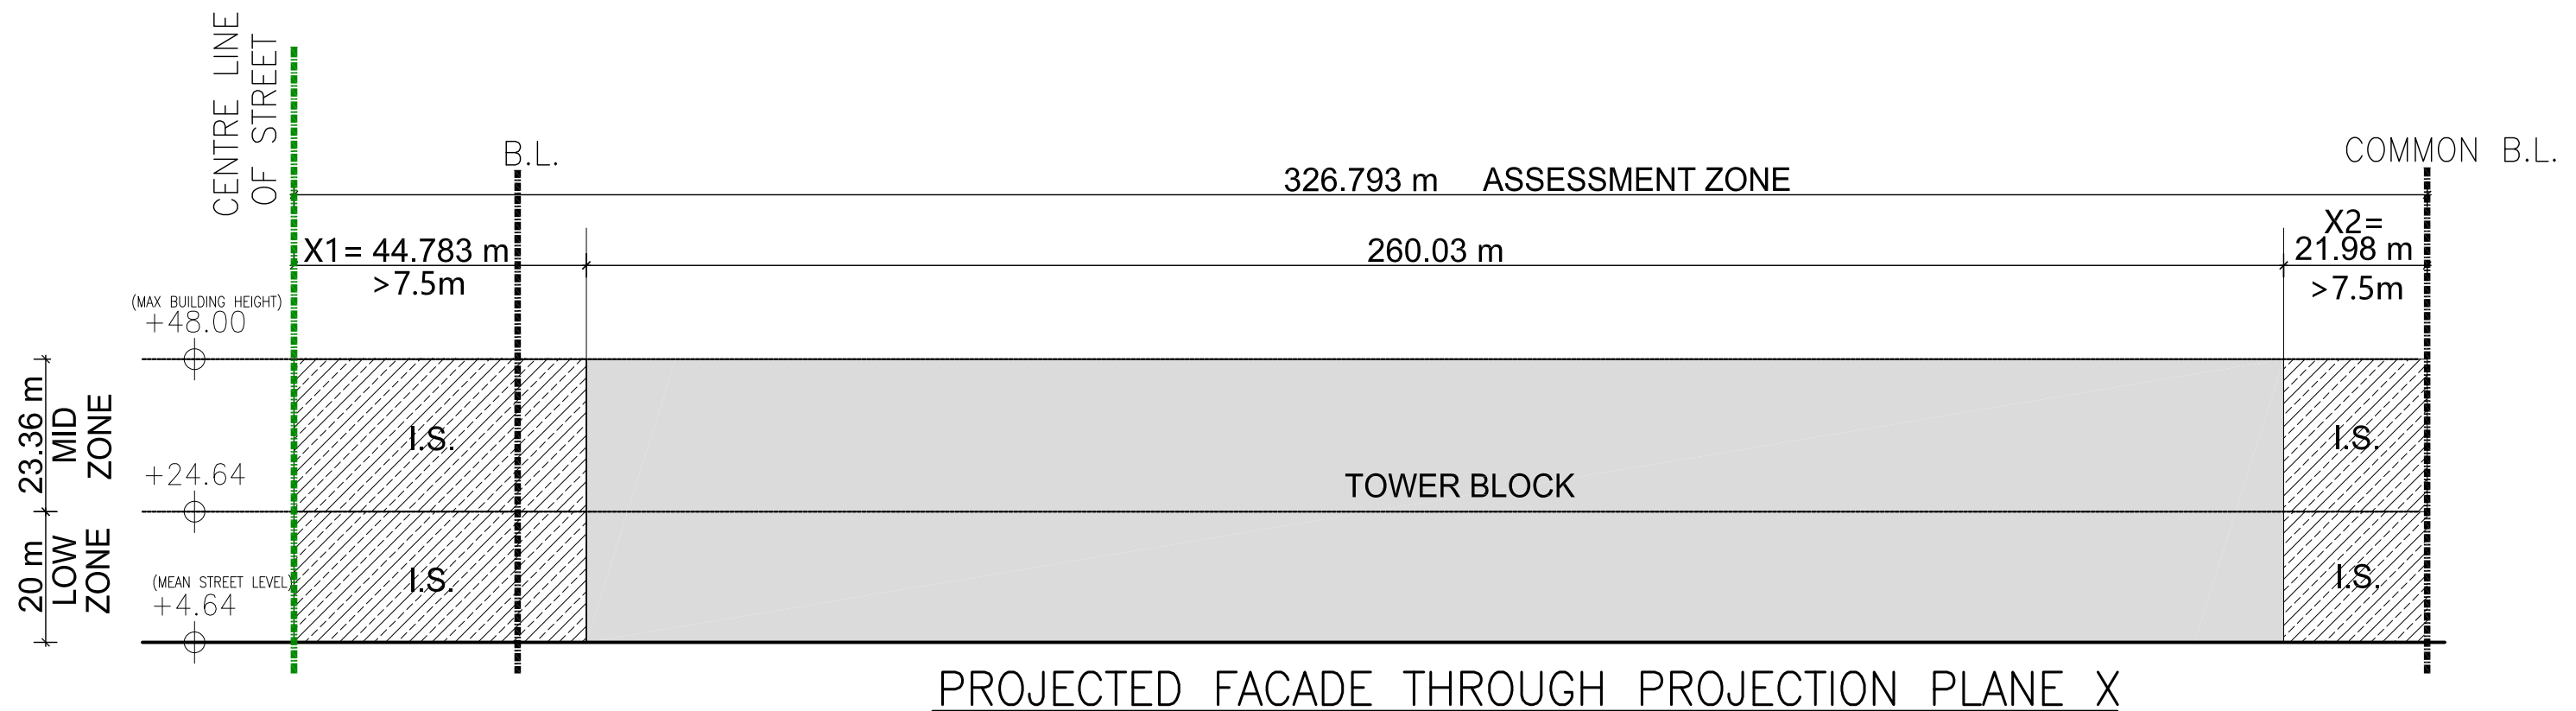 CENTRE LINE
OF STREET
B.L.
COMMON B.L.
326.793 m ASSESSMENT ZONE
X1= 44.783 m
>7.5m
260.03 m
X2=
21.98 m
>7.5m
(MAX BUILDING HEIGHT)
+48.00
23.36 m
MID
ZONE
I.S.
I.S.
+24.64
TOWER BLOCK
20 m
LOW
ZONE
I.S.
I.S.
(MEAN STREET LEVEL)
+4.64
PROJECTED FACADE THROUGH PROJECTION PLANE X